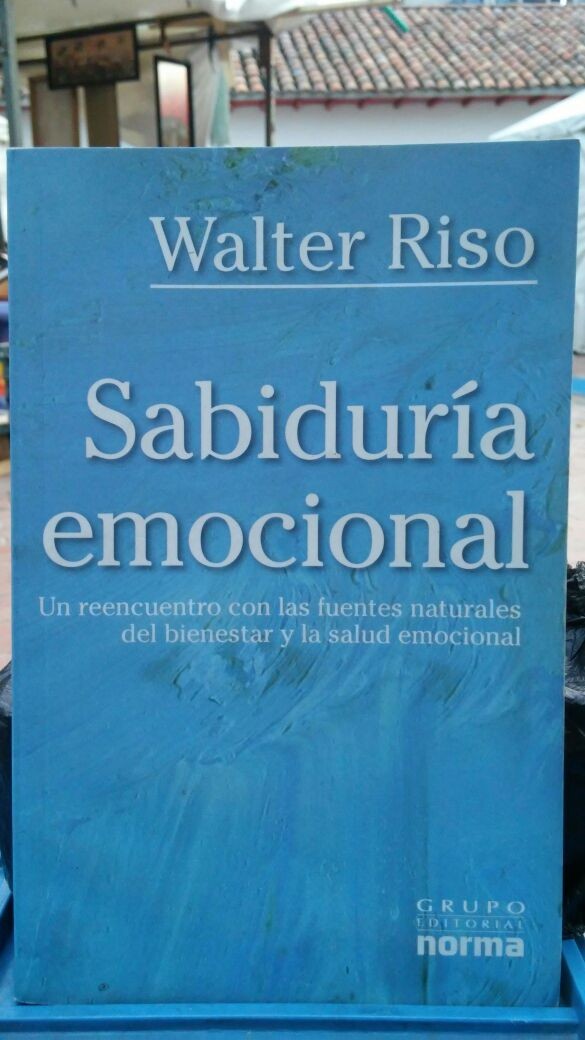 Walter Riso
Sabiduría
emocional
Un reencuentro con las fuentes naturales
del bienestar y la salud emocional
GRUPO
EDITORIAL
norma